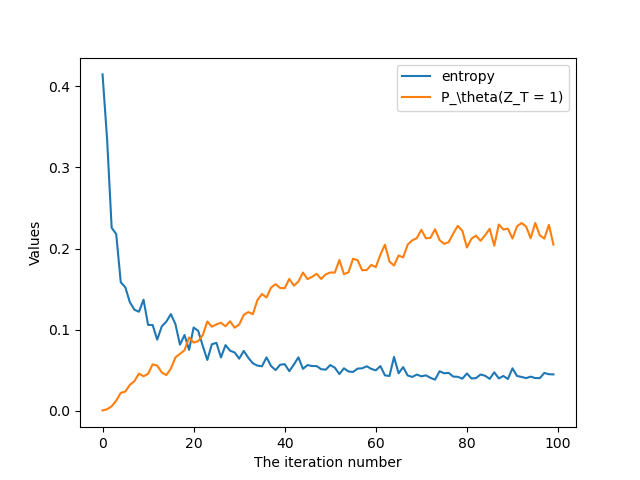 entropy
P_\theta(Z_T = 1)
0.4
0.3
0.2
0.1
0.0
Values
0 20 40 60 80 100
The iteration number